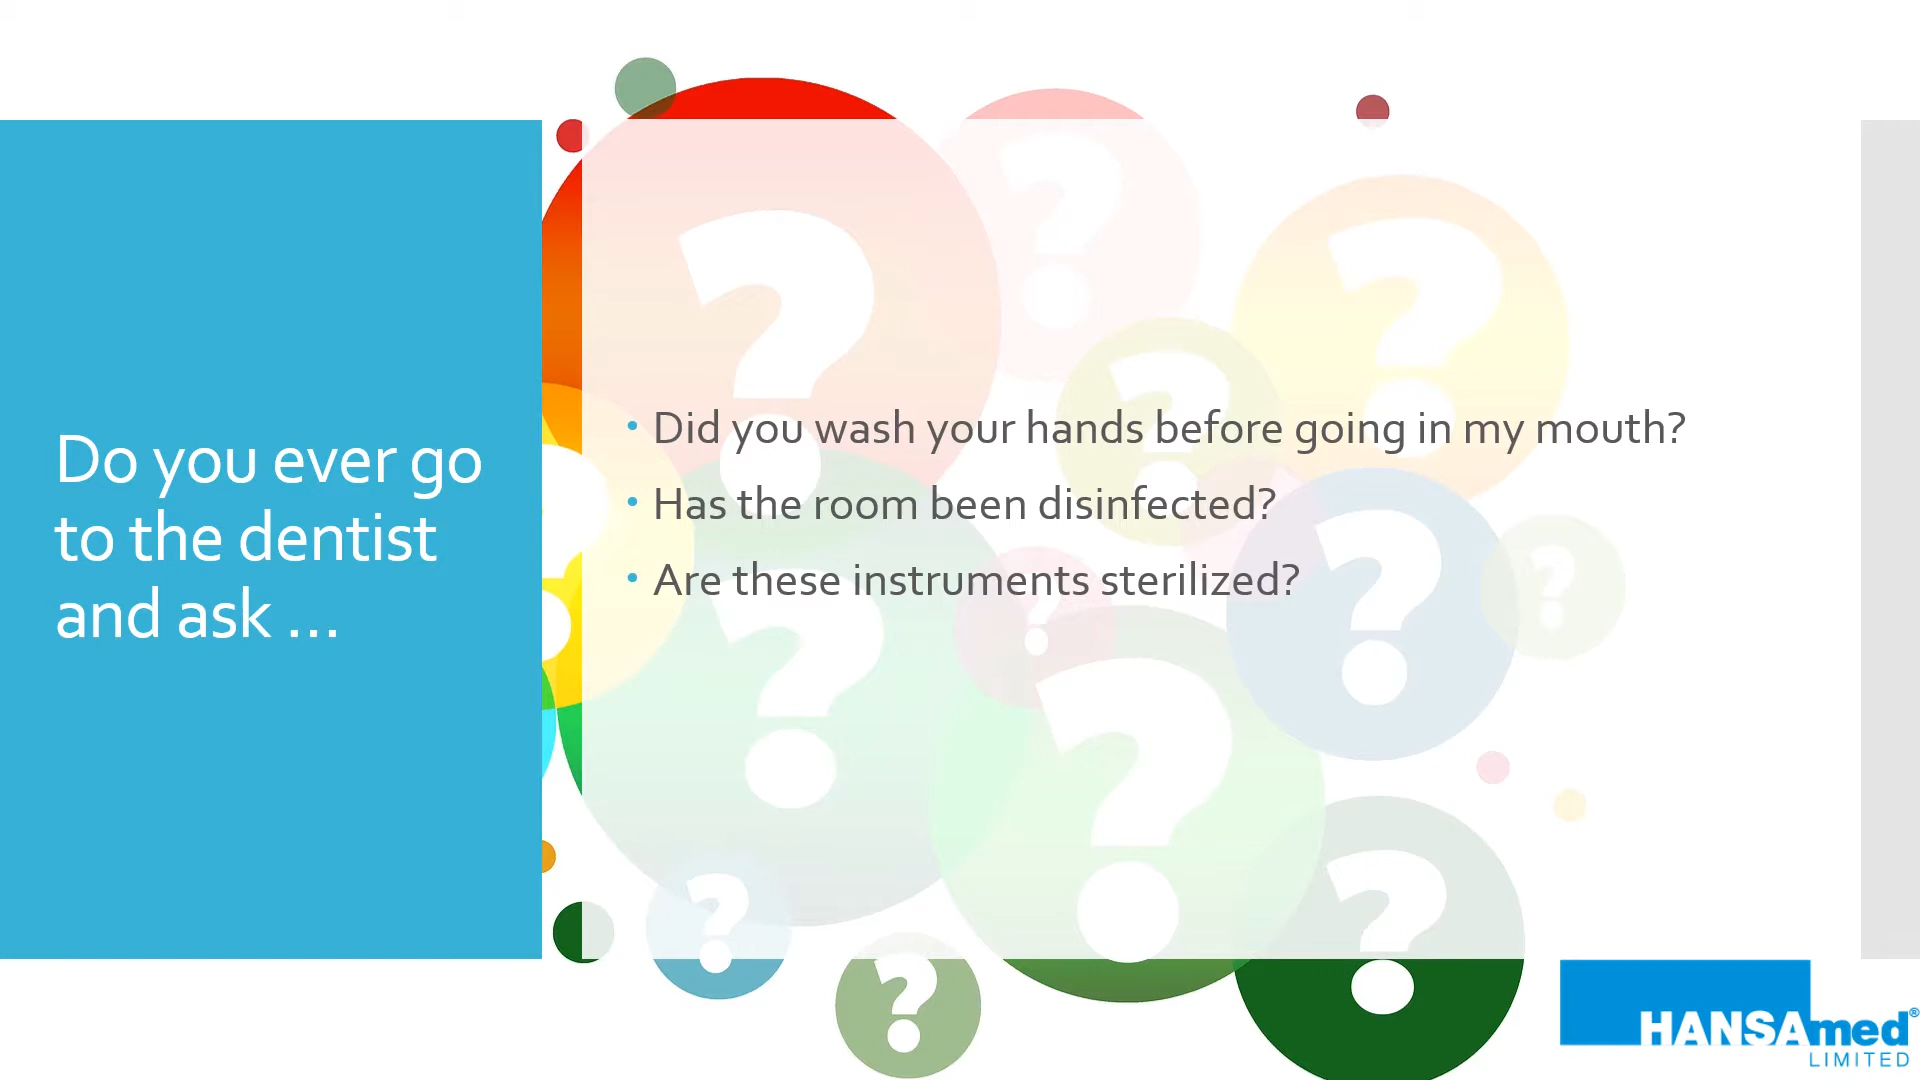 Do you ever go
to the dentist
and ask ...
• Did you wash your hands before going in my mouth?
• Has the room been disinfected?
• Are these instruments sterilized?
HANSAmed®
LIMITED